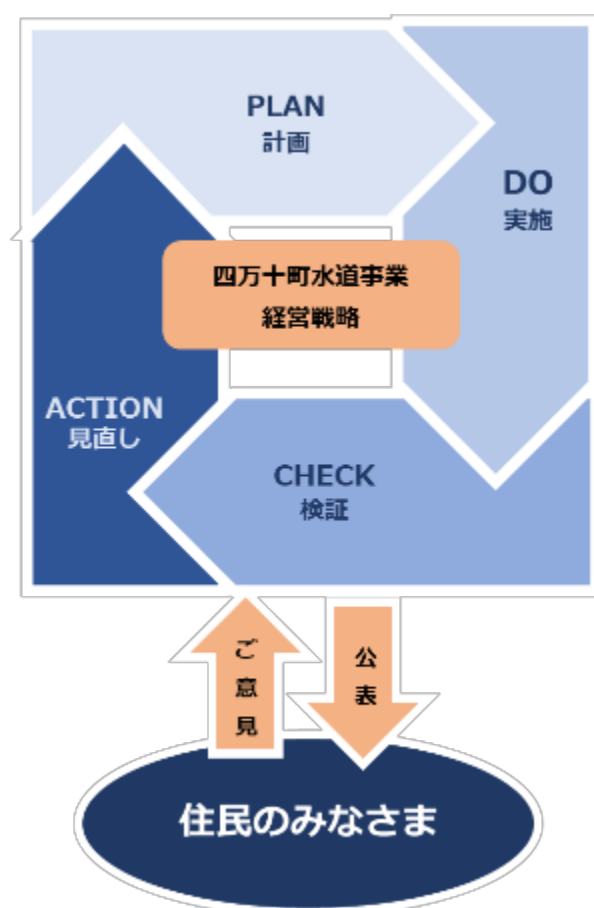 PLAN
計画
DO
実施
四万十町水道事業
経営戦略
ACTION
見直し
CHECK
検証
ご意見
公表
住民のみなさま